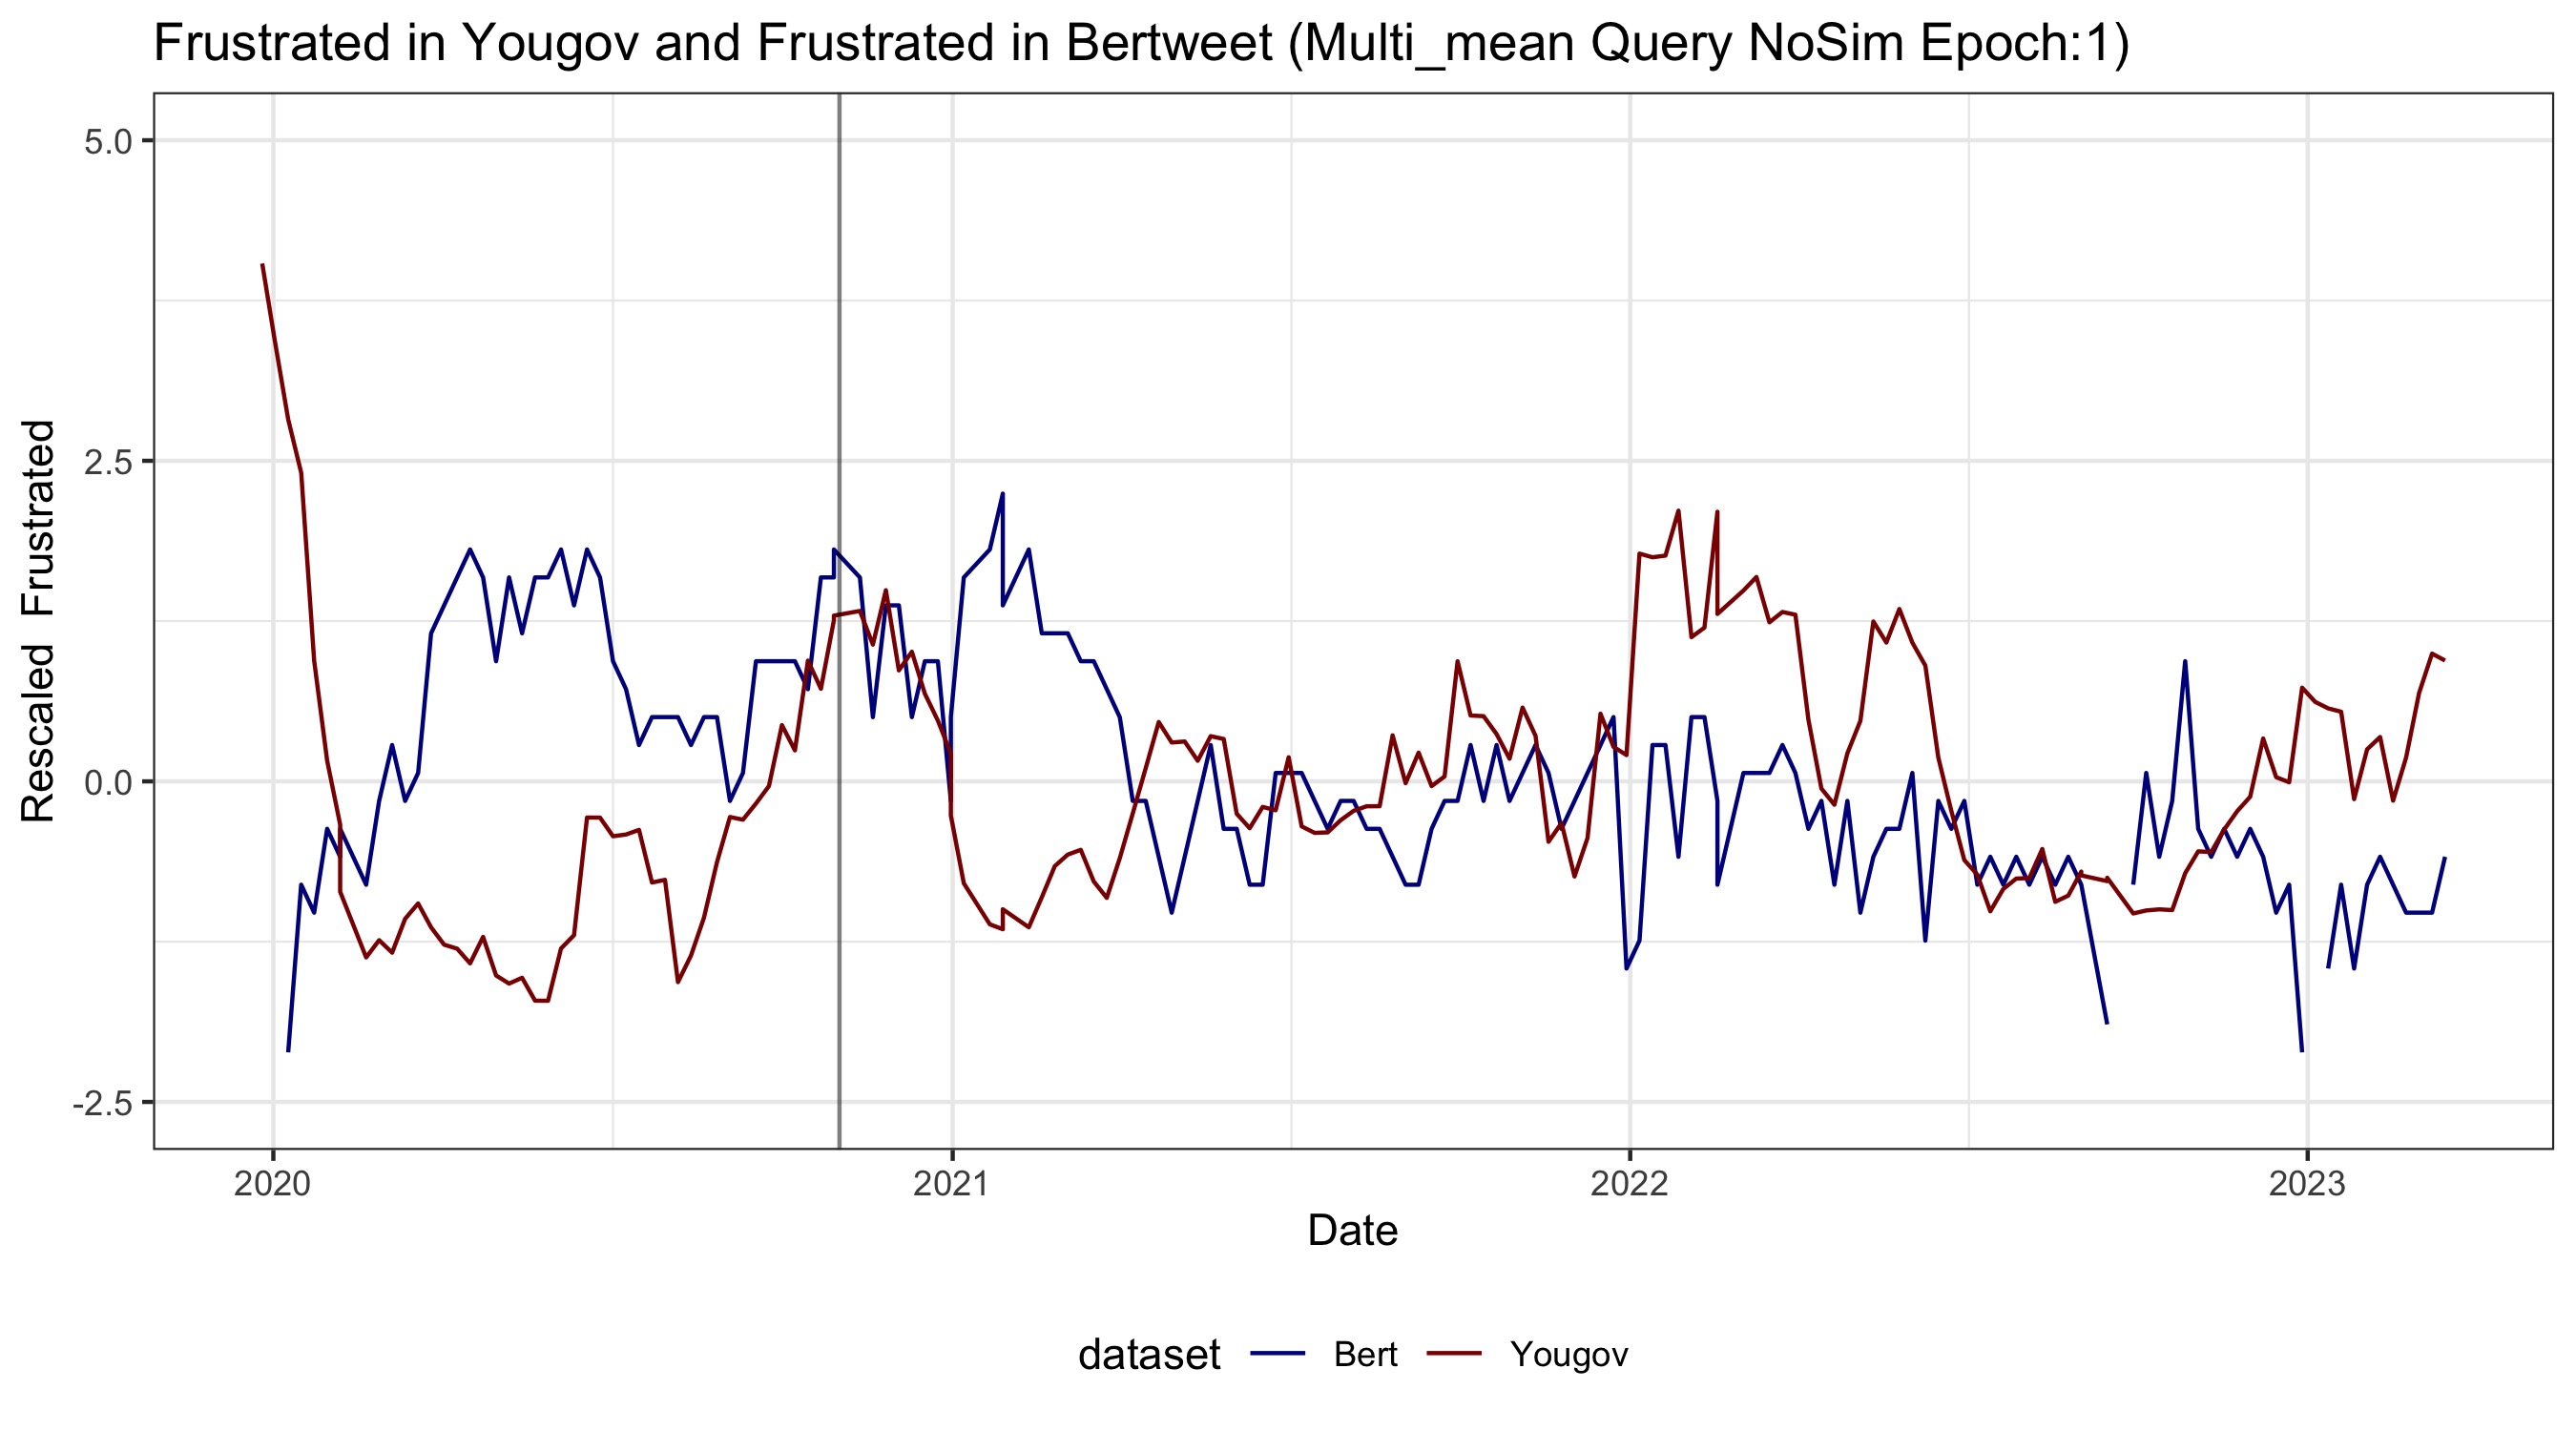 Frustrated in Yougov and Frustrated in Bertweet (Multi_mean Query NoSim Epoch:1)
Rescaled Frustrated
5.0
2.5
0.0
-2.5
2020 2021 2022 2023
Date
dataset Bert Yougov